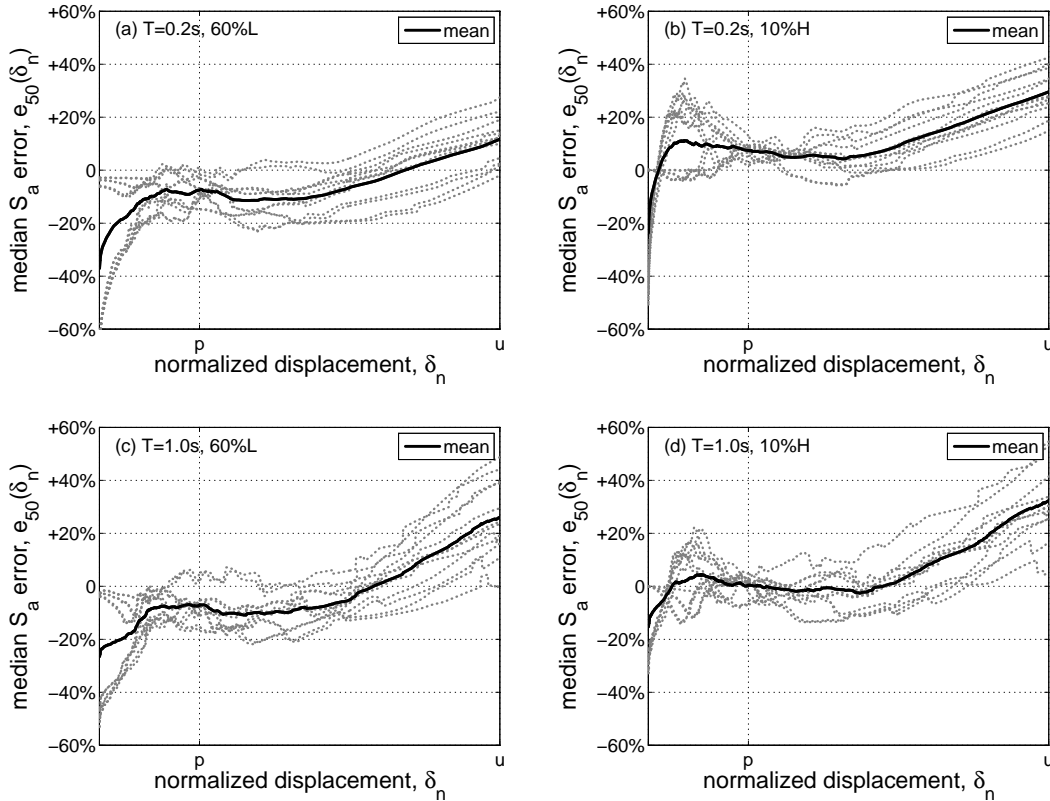 (a) T=0.2s, 60%L
mean
+60%
+40%
+20%
0
−20%
−40%
−60%
median S_a error, e_50(δ_n)
p
u
normalized displacement, δ_n
(b) T=0.2s, 10%H
mean
+60%
+40%
+20%
0
−20%
−40%
−60%
median S_a error, e_50(δ_n)
p
u
normalized displacement, δ_n
(c) T=1.0s, 60%L
mean
+60%
+40%
+20%
0
−20%
−40%
−60%
median S_a error, e_50(δ_n)
p
u
normalized displacement, δ_n
(d) T=1.0s, 10%H
mean
+60%
+40%
+20%
0
−20%
−40%
−60%
median S_a error, e_50(δ_n)
p
u
normalized displacement, δ_n